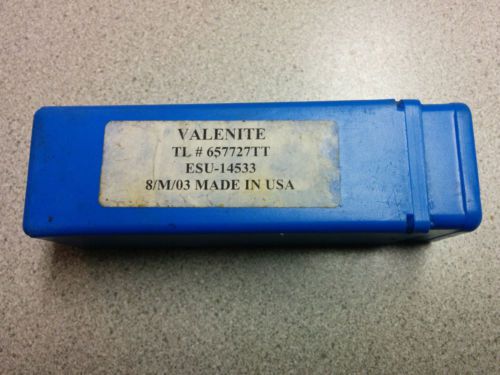 VALENITE
TL # 657727TT
ESU-14533
8/M/03 MADE IN USA